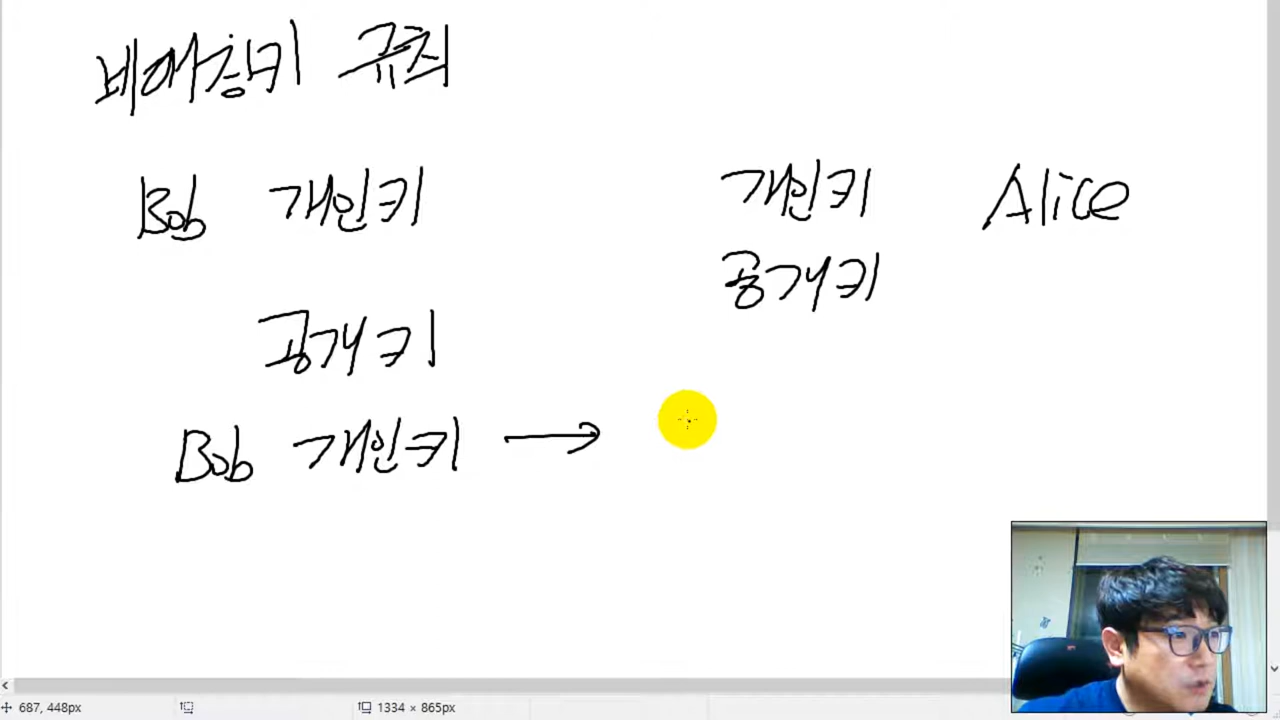 비대칭키 규칙
Bob 개인키
개인키 Alice
공개키
공개키
Bob 개인키 →
687, 448px
1334 × 865px